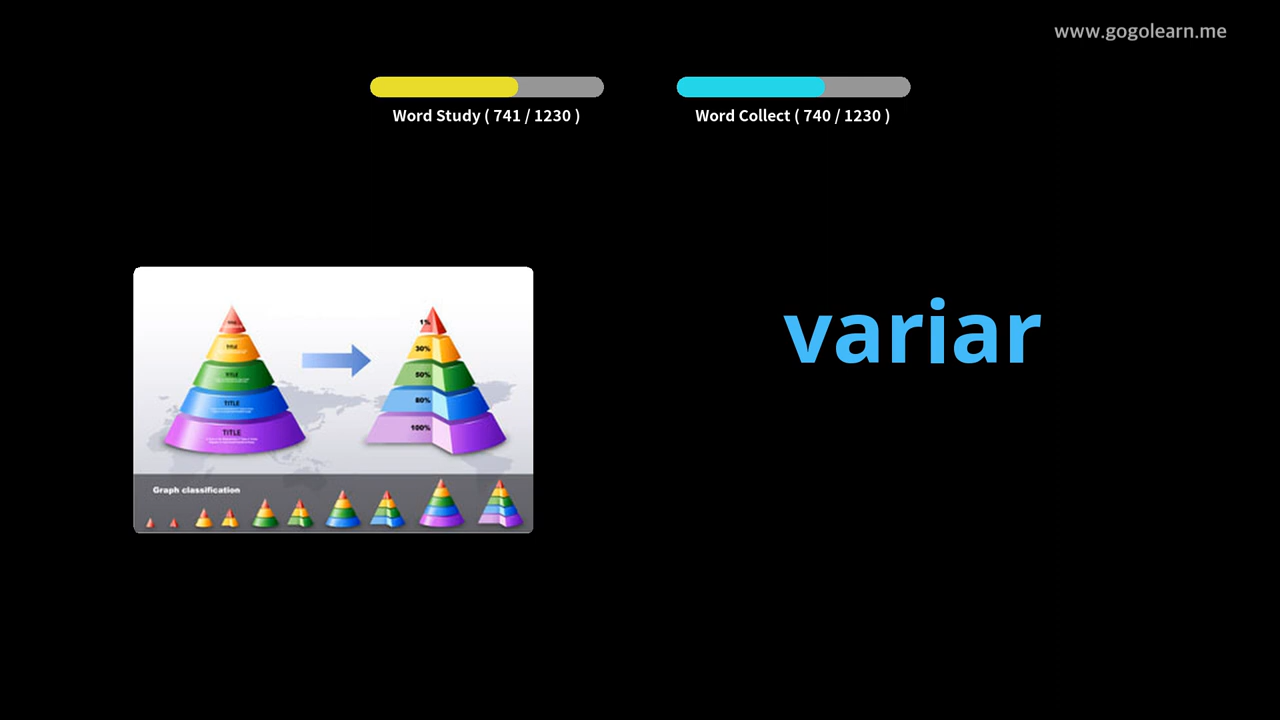 www.gogolearn.me
Word Study ( 741 / 1230 )
Word Collect ( 740 / 1230 )
variar
TITLE
TITLE
TITLE
TITLE
1%
30%
50%
80%
100%
Graph classification